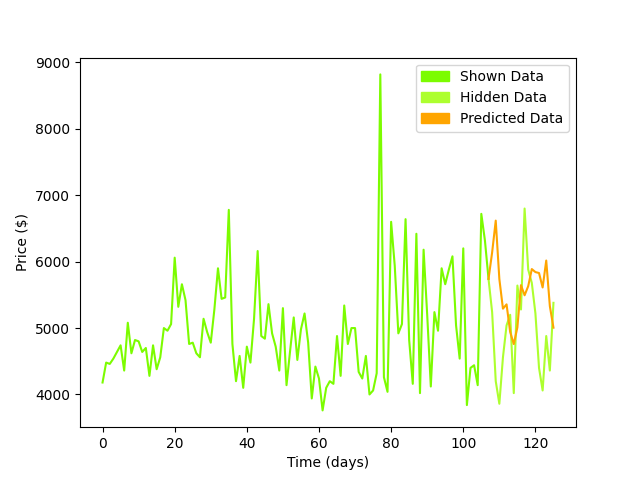 9000
8000
7000
6000
5000
4000
Price ($)
0 20 40 60 80 100 120
Time (days)
Shown Data
Hidden Data
Predicted Data